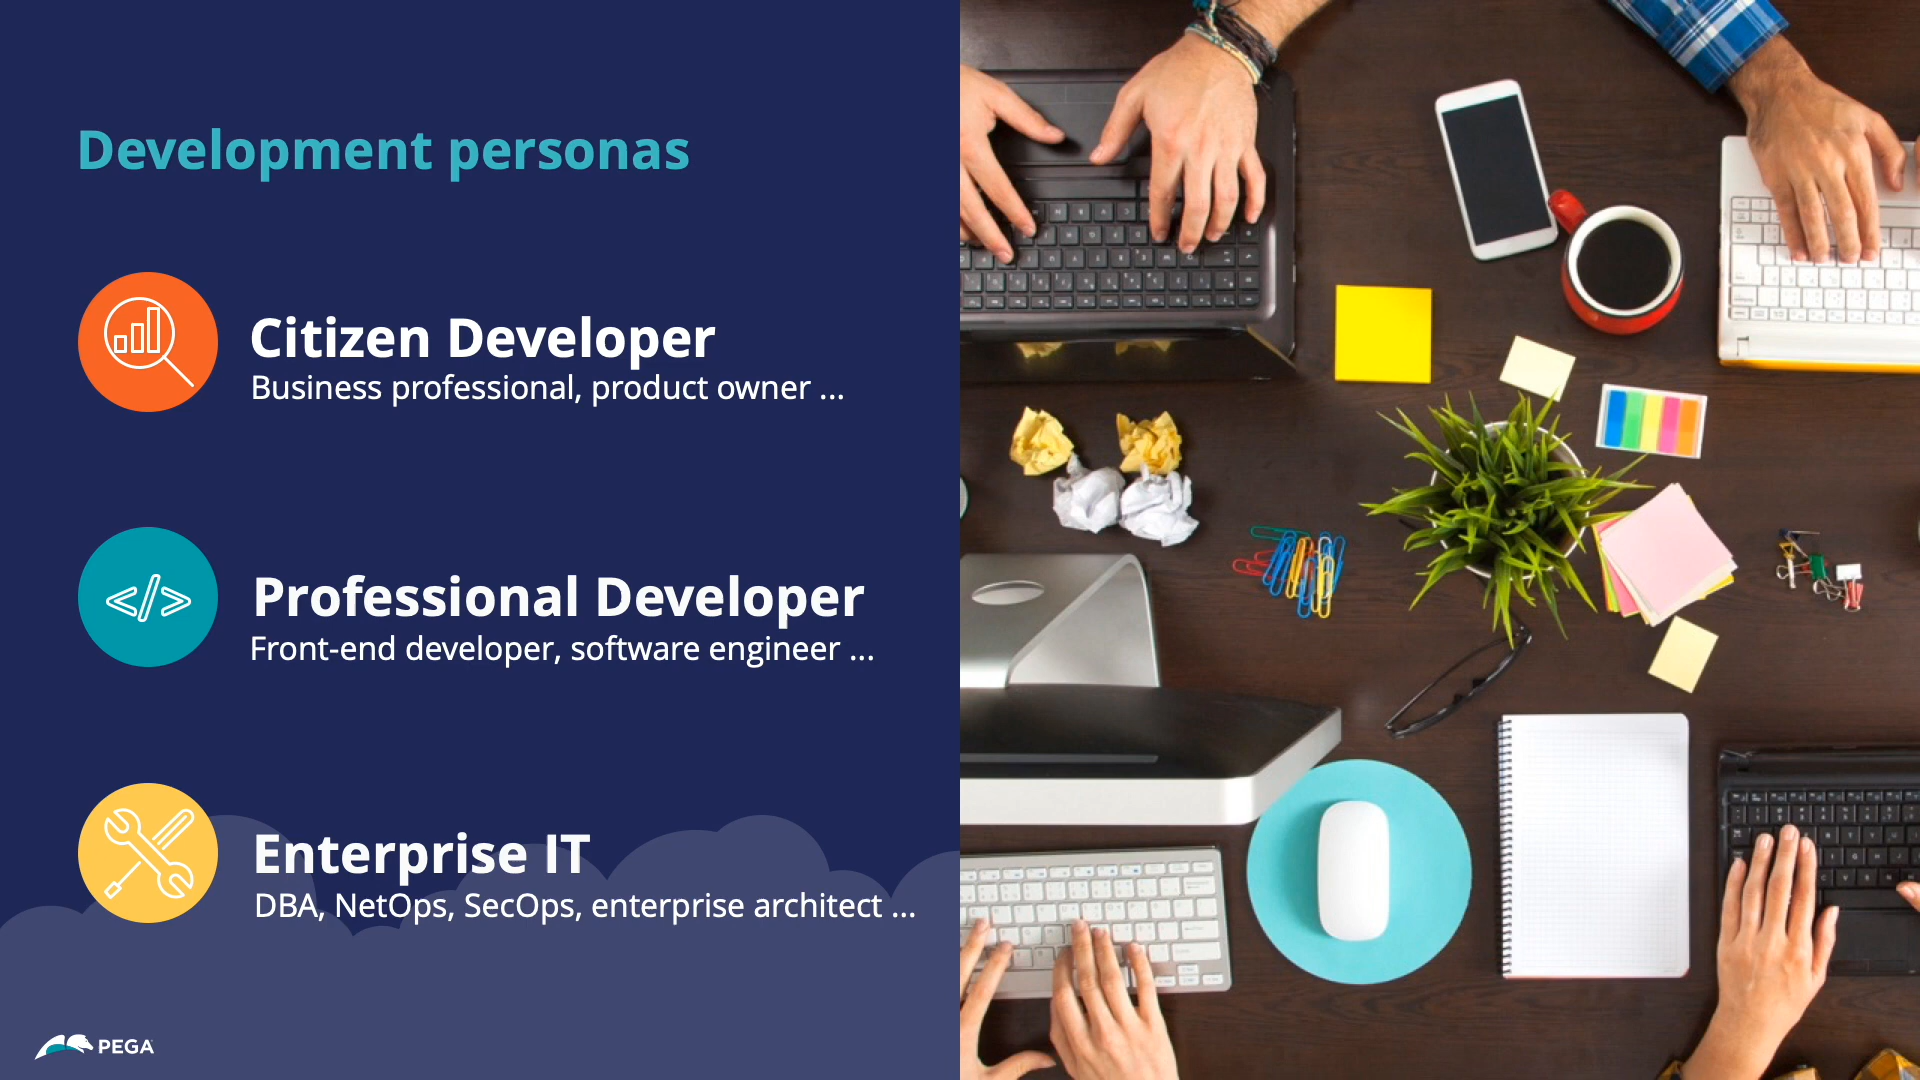 Development personas
Citizen Developer
Business professional, product owner ...
</>
Professional Developer
Front-end developer, software engineer ...
Enterprise IT
DBA, NetOps, SecOps, enterprise architect ...
PEGA